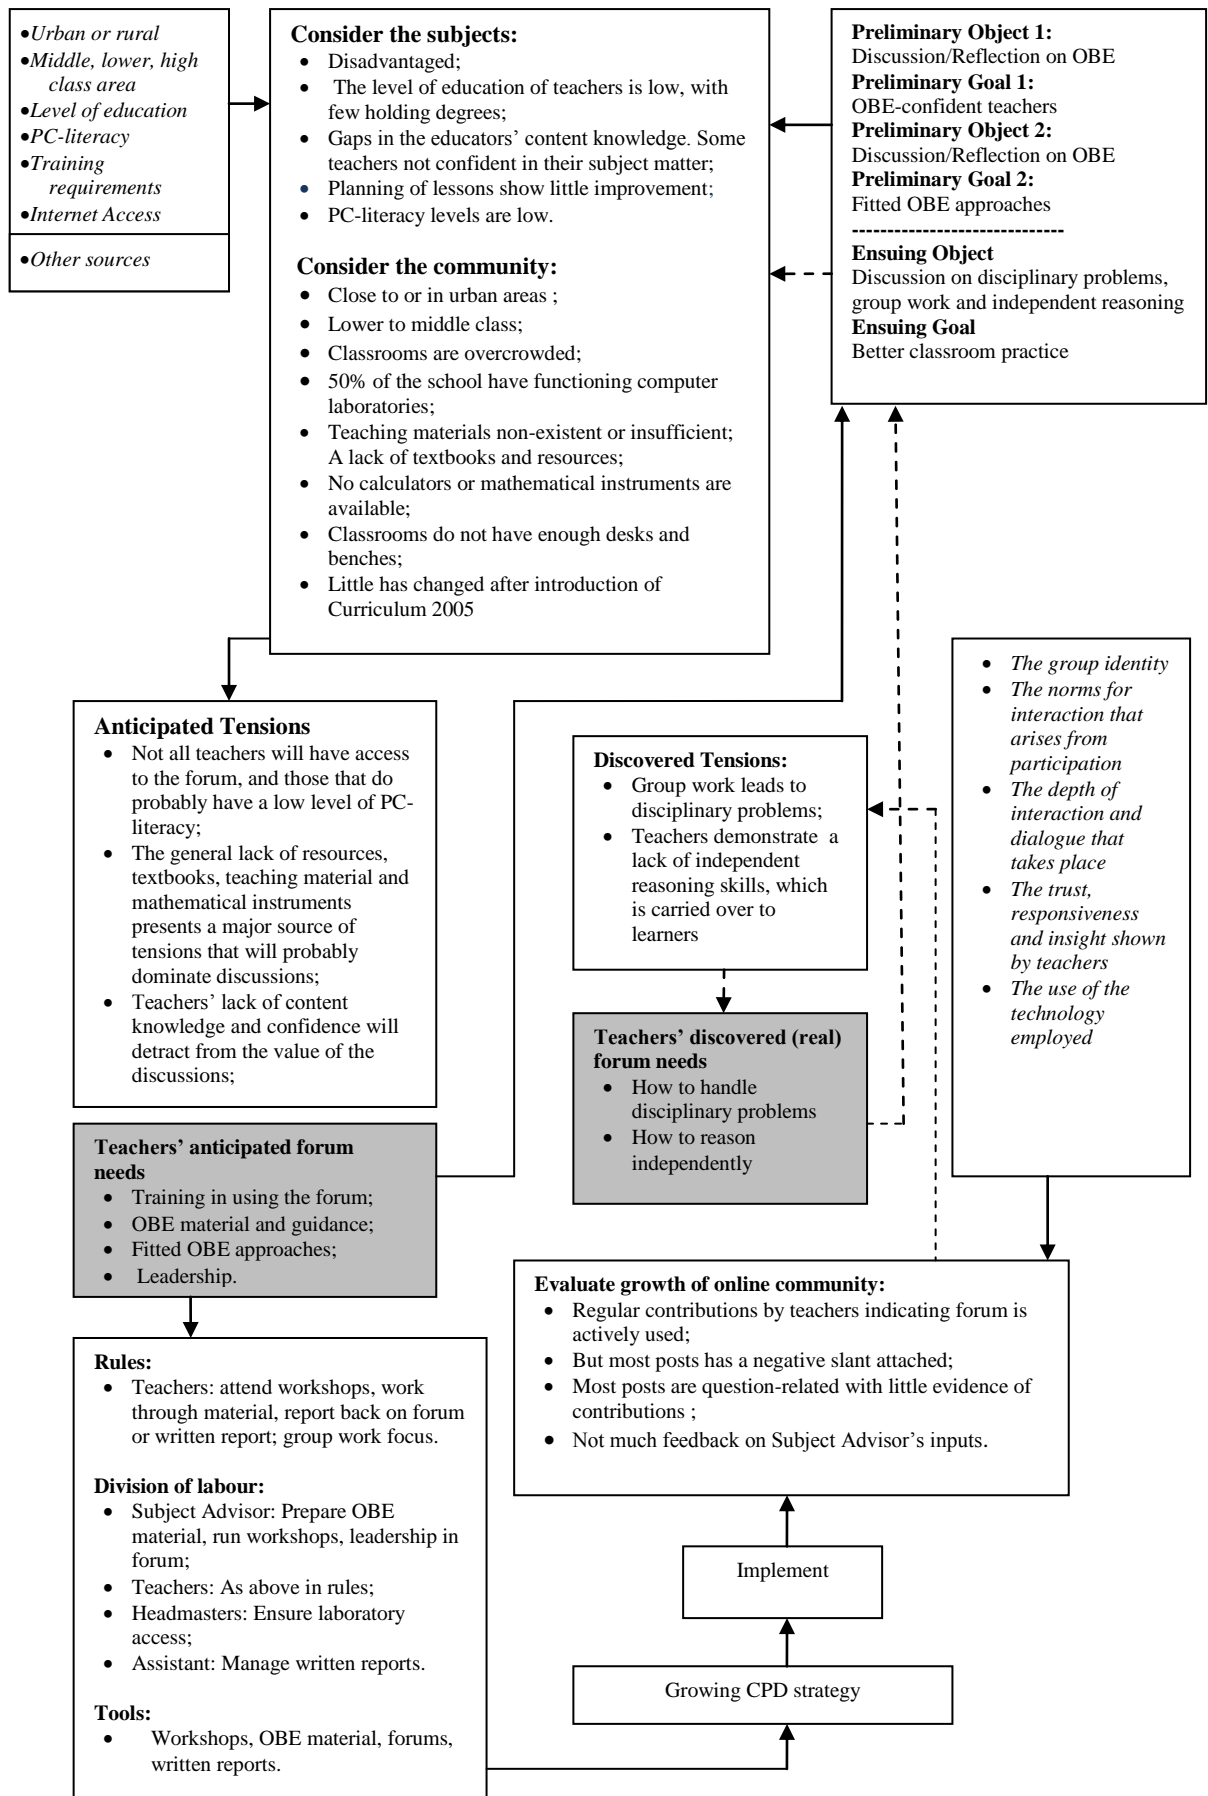 •Urban or rural
•Middle, lower, high
class area
•Level of education
•PC-literacy
•Training
requirements
•Internet Access
•Other sources
Consider the subjects:
• Disadvantaged;
• The level of education of teachers is low, with
few holding degrees;
• Gaps in the educators’ content knowledge. Some
teachers not confident in their subject matter;
• Planning of lessons show little improvement;
• PC-literacy levels are low.
Consider the community:
• Close to or in urban areas ;
• Lower to middle class;
• Classrooms are overcrowded;
• 50% of the school have functioning computer
laboratories;
• Teaching materials non-existent or insufficient;
A lack of textbooks and resources;
• No calculators or mathematical instruments are
available;
• Classrooms do not have enough desks and
benches;
• Little has changed after introduction of
Curriculum 2005
Preliminary Object 1:
Discussion/Reflection on OBE
Preliminary Goal 1:
OBE-confident teachers
Preliminary Object 2:
Discussion/Reflection on OBE
Preliminary Goal 2:
Fitted OBE approaches
------------------------------
Ensuing Object
Discussion on disciplinary problems,
group work and independent reasoning
Ensuing Goal
Better classroom practice
Anticipated Tensions
• Not all teachers will have access
to the forum, and those that do
probably have a low level of PC-
literacy;
• The general lack of resources,
textbooks, teaching material and
mathematical instruments
presents a major source of
tensions that will probably
dominate discussions;
• Teachers’ lack of content
knowledge and confidence will
detract from the value of the
discussions;
Discovered Tensions:
• Group work leads to
disciplinary problems;
• Teachers demonstrate a
lack of independent
reasoning skills, which
is carried over to
learners
• The group identity
• The norms for
interaction that
arises from
participation
• The depth of
interaction and
dialogue that
takes place
• The trust,
responsiveness
and insight shown
by teachers
• The use of the
technology
employed
Teachers’ discovered (real)
forum needs
• How to handle
disciplinary problems
• How to reason
independently
Teachers’ anticipated forum
needs
• Training in using the forum;
• OBE material and guidance;
• Fitted OBE approaches;
• Leadership.
Evaluate growth of online community:
• Regular contributions by teachers indicating forum is
actively used;
• But most posts has a negative slant attached;
• Most posts are question-related with little evidence of
contributions ;
• Not much feedback on Subject Advisor’s inputs.
Rules:
• Teachers: attend workshops, work
through material, report back on forum
or written report; group work focus.
Division of labour:
• Subject Advisor: Prepare OBE
material, run workshops, leadership in
forum;
• Teachers: As above in rules;
• Headmasters: Ensure laboratory
access;
• Assistant: Manage written reports.
Tools:
• Workshops, OBE material, forums,
written reports.
Implement
Growing CPD strategy